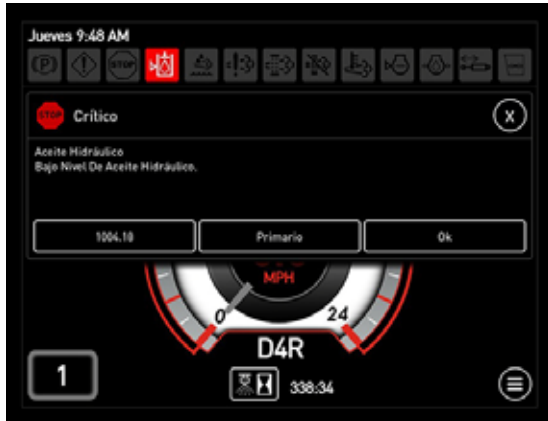 Jueves 9:48 AM
(P)
STOP
STOP Crítico
X
Aceite Hidráulico
Bajo Nivel De Aceite Hidráulico.
1004.18 Primario Ok
MPH
0 24
D4R
1
338:34